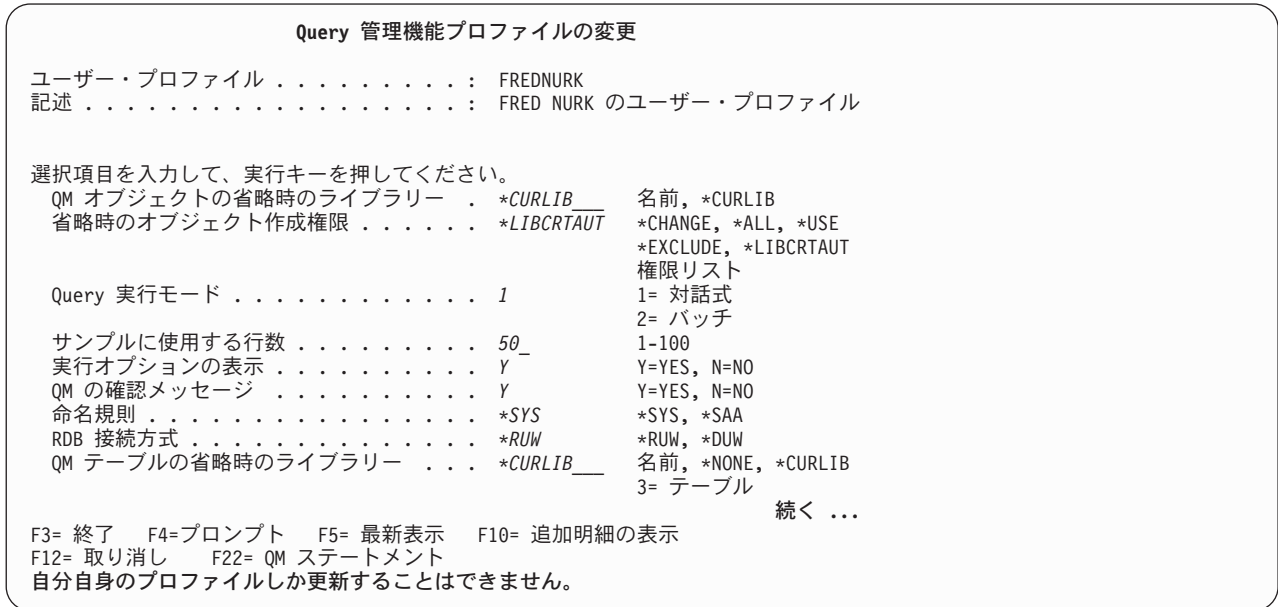 Query 管理機能プロファイルの変更
ユーザー・プロファイル . . . . . . . . . : FREDNURK
記述 . . . . . . . . . . . . . . . . . . : FRED NURK のユーザー・プロファイル
選択項目を入力して、実行キーを押してください。
QM オブジェクトの省略時のライブラリー . *CURLIB___ 名前, *CURLIB
省略時のオブジェクト作成権限 . . . . . . *LIBCRTAUT *CHANGE, *ALL, *USE
*EXCLUDE, *LIBCRTAUT
権限リスト
Query 実行モード . . . . . . . . . . . . 1 1= 対話式
2= バッチ
サンプルに使用する行数 . . . . . . . . . 50_ 1-100
実行オプションの表示 . . . . . . . . . . Y Y=YES, N=NO
QM の確認メッセージ . . . . . . . . . . Y Y=YES, N=NO
命名規則 . . . . . . . . . . . . . . . . *SYS *SYS, *SAA
RDB 接続方式 . . . . . . . . . . . . . . *RUW *RUW, *DUW
QM テーブルの省略時のライブラリー . . . *CURLIB___ 名前, *NONE, *CURLIB
3= テーブル
続く ...
F3= 終了 F4=プロンプト F5= 最新表示 F10= 追加明細の表示
F12= 取り消し F22= QM ステートメント
自分自身のプロファイルしか更新することはできません。